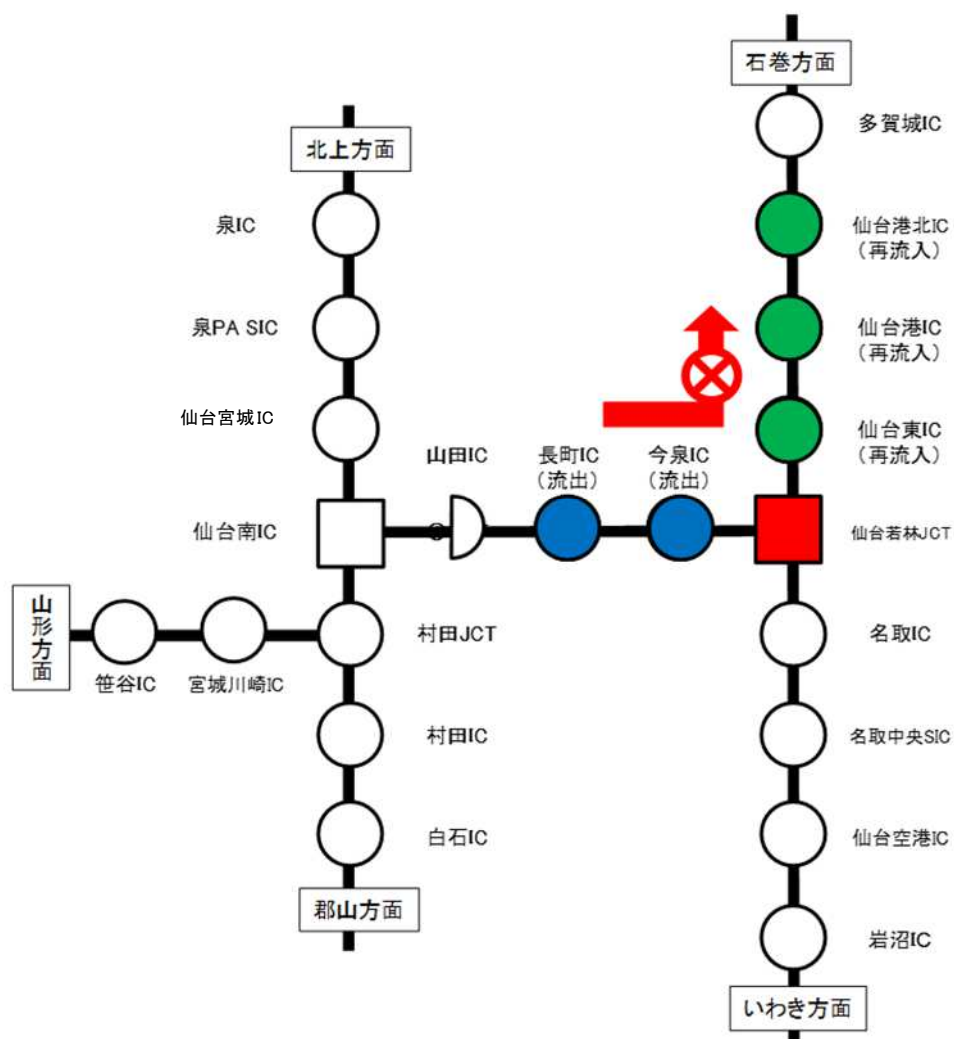 石巻方面
多賀城IC
北上方面
泉IC
仙台港北IC
(再流入)
泉PA SIC
仙台港IC
(再流入)
仙台宮城IC
仙台東IC
(再流入)
山田IC
長町IC
(流出)
今泉IC
(流出)
仙台南IC
仙台若林JCT
山形方面
笹谷IC
宮城川崎IC
村田JCT
名取IC
村田IC
名取中央SIC
白石IC
仙台空港IC
郡山方面
岩沼IC
いわき方面